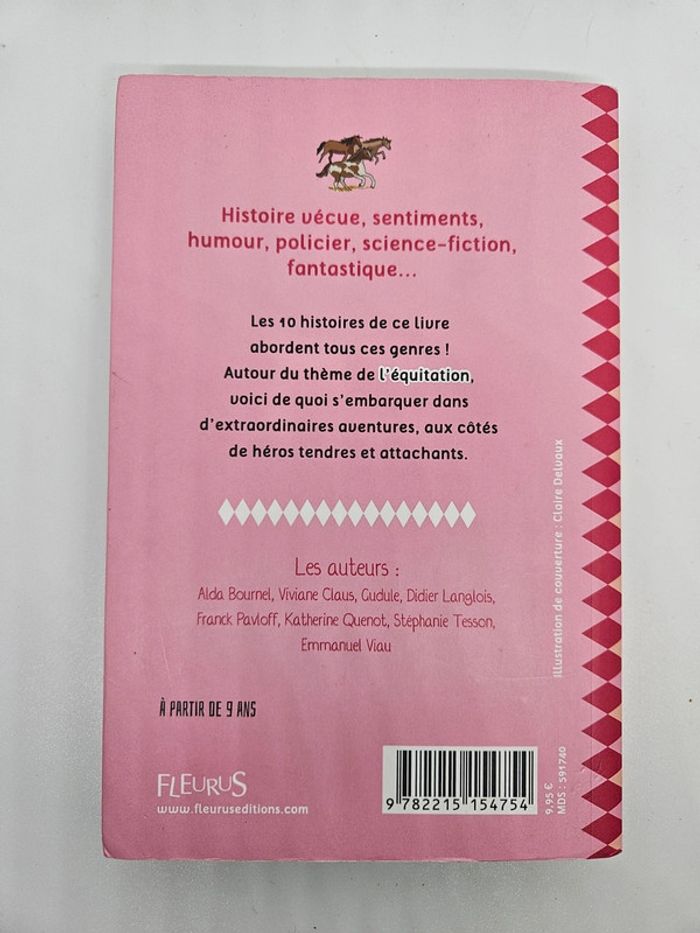 Histoire vécue, sentiments,
humour, policier, science-fiction,
fantastique...
Les 10 histoires de ce livre
abordent tous ces genres !
Autour du thème de l'équitation,
voici de quoi s'embarquer dans
d'extraordinaires aventures, aux côtés
de héros tendres et attachants.
Les auteurs :
Alda Bournel, Viviane Claus, Gudule, Didier Langlois,
Franck Pavloff, Katherine Quenot, Stéphanie Tesson,
Emmanuel Viau
Illustration de couverture : Claire Delvaux
À PARTIR DE 9 ANS
FLEURUS
www.fleuruseditions.com
9 782215 154754
9.95 €
MDS : 591740